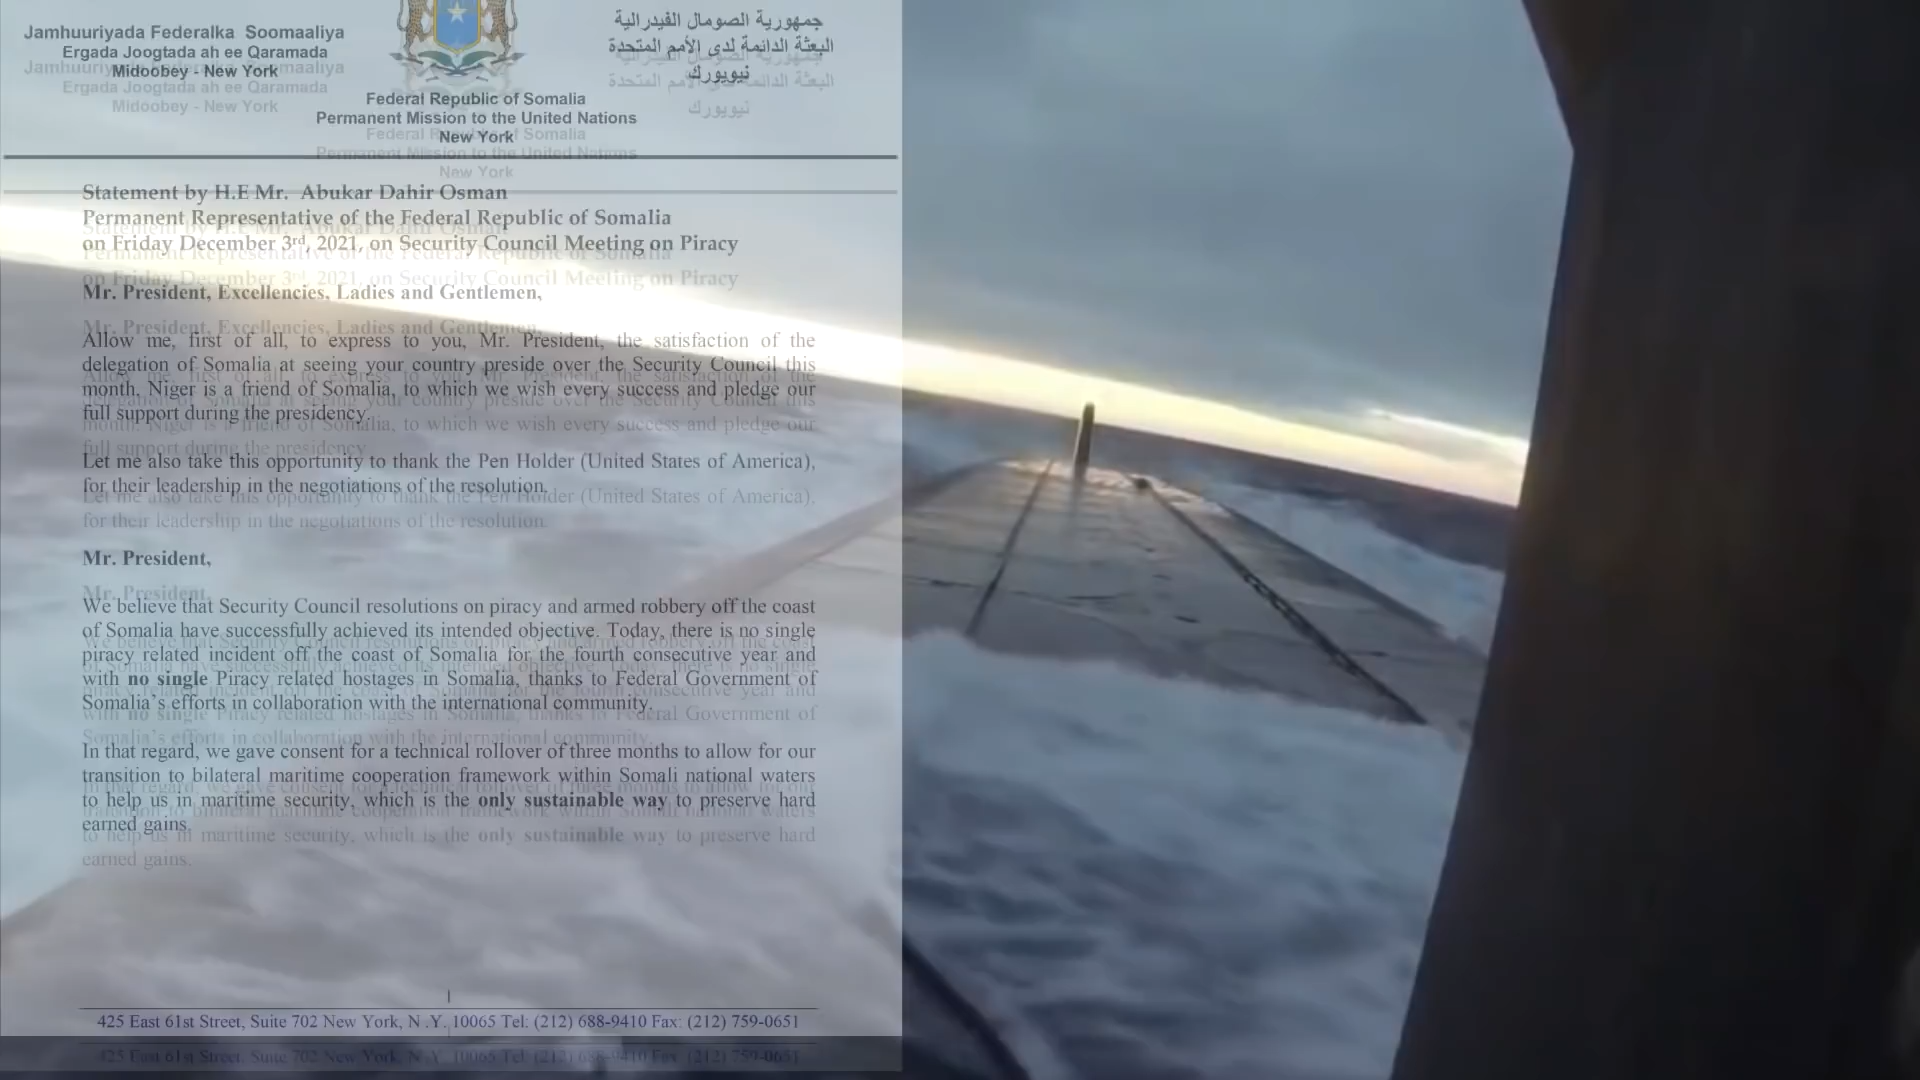 Jamhuuriyada Federalka Soomaaliya
Ergada Joogtada ah ee Qaramada
Midoobey - New York
جمهورية الصومال الفيدرالية
البعثة الدائمة لدى الأمم المتحدة
نيويورك
Federal Republic of Somalia
Permanent Mission to the United Nations
New York
Statement by H.E Mr. Abukar Dahir Osman
Permanent Representative of the Federal Republic of Somalia
on Friday December 3rd, 2021, on Security Council Meeting on Piracy
Mr. President, Excellencies, Ladies and Gentlemen,
Allow me, first of all, to express to you, Mr. President, the satisfaction of the
delegation of Somalia at seeing your country preside over the Security Council this
month. Niger is a friend of Somalia, to which we wish every success and pledge our
full support during the presidency.
Let me also take this opportunity to thank the Pen Holder (United States of America),
for their leadership in the negotiations of the resolution.
Mr. President,
We believe that Security Council resolutions on piracy and armed robbery off the coast
of Somalia have successfully achieved its intended objective. Today, there is no single
piracy related incident off the coast of Somalia for the fourth consecutive year and
with no single Piracy related hostages in Somalia, thanks to Federal Government of
Somalia's efforts in collaboration with the international community.
In that regard, we gave consent for a technical rollover of three months to allow for our
transition to bilateral maritime cooperation framework within Somali national waters
to help us in maritime security, which is the only sustainable way to preserve hard
earned gains.
1
425 East 61st Street, Suite 702 New York, N .Y. 10065 Tel: (212) 688-9410 Fax: (212) 759-0651